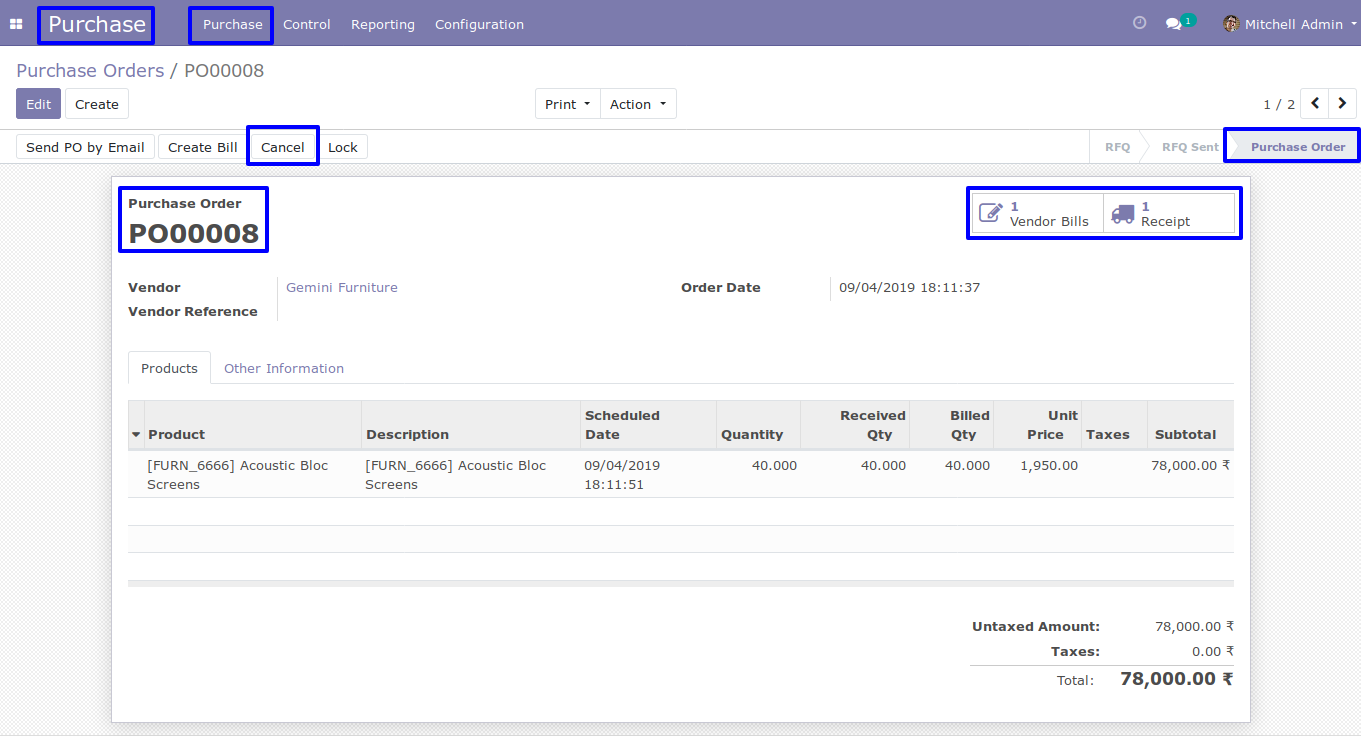 Purchase Purchase Control Reporting Configuration 1 Mitchell Admin
Purchase Orders / PO00008
Edit Create Print Action 1 / 2
Send PO by Email Create Bill Cancel Lock RFQ RFQ Sent Purchase Order
Purchase Order
PO00008
1
Vendor Bills
1
Receipt
Vendor Gemini Furniture Order Date 09/04/2019 18:11:37
Vendor Reference
Products Other Information
Product Description Scheduled Date Quantity Received Qty Billed Qty Unit Price Taxes Subtotal
[FURN_6666] Acoustic Bloc [FURN_6666] Acoustic Bloc 09/04/2019 40.000 40.000 40.000 1,950.00 78,000.00 ₹
Screens Screens 18:11:51
Untaxed Amount: 78,000.00 ₹
Taxes: 0.00 ₹
Total: 78,000.00 ₹